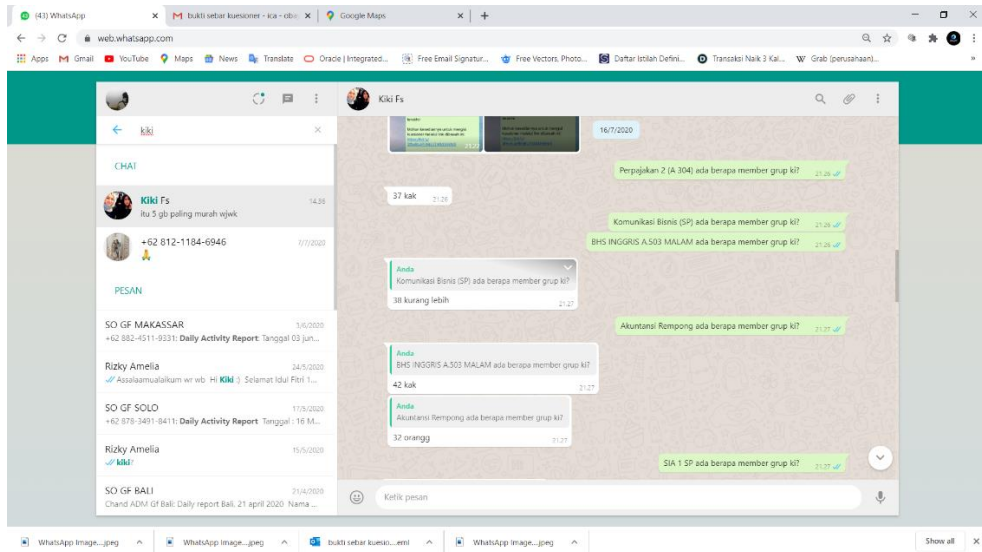 (43) WhatsApp
bukti sebar kuesioner - ica - obie
Google Maps
web.whatsapp.com
Apps
Gmail
YouTube
Maps
News
Translate
Oracle | Integrated...
Free Email Signatur...
Free Vectors, Photo...
Daftar Istilah Defini...
Transaksi Naik 3 Kal...
Grab (perusahaan)...
kiki
CHAT
Kiki Fs
14.38
itu 5 gb paling murah wjwk
+62 812-1184-6946
7/7/2020
PESAN
SO GF MAKASSAR
3/6/2020
+62 882-4511-9331: Daily Activity Report: Tanggal 03 jun...
Rizky Amelia
24/5/2020
Assalaamualaikum wr wb Hi Kiki :) Selamat Idul Fitri 1...
SO GF SOLO
17/5/2020
+62 878-3491-8411: Daily Activity Report Tanggal : 16 M...
Rizky Amelia
15/5/2020
kiki?
SO GF BALI
21/4/2020
Chand ADM Gf Bali: Daily report Bali, 21 april 2020 Nama ...
Kiki Fs
16/7/2020
21.27
Perpajakan 2 (A 304) ada berapa member grup ki?
21.26
37 kak
21.26
Komunikasi Bisnis (SP) ada berapa member grup ki?
21.26
BHS INGGRIS A.503 MALAM ada berapa member grup ki?
21.26
Anda
Komunikasi Bisnis (SP) ada berapa member grup ki?
38 kurang lebih
21.27
Akuntansi Rempong ada berapa member grup ki?
21.27
Anda
BHS INGGRIS A.503 MALAM ada berapa member grup ki?
42 kak
21.27
Anda
Akuntansi Rempong ada berapa member grup ki?
32 orangg
21.27
SIA 1 SP ada berapa member grup ki?
21.27
Ketik pesan
WhatsApp Image....jpeg
WhatsApp Image....jpeg
bukti sebar kuesio....eml
WhatsApp Image....jpeg
Show all